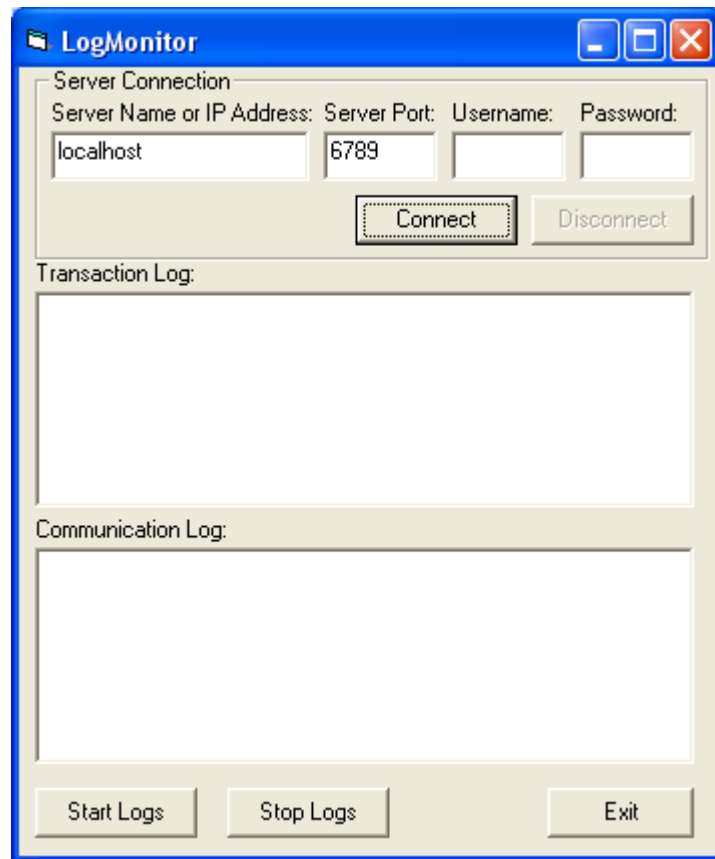 LogMonitor
Server Connection
Server Name or IP Address: Server Port: Username: Password:
localhost 6789
Connect Disconnect
Transaction Log:
Communication Log:
Start Logs Stop Logs Exit